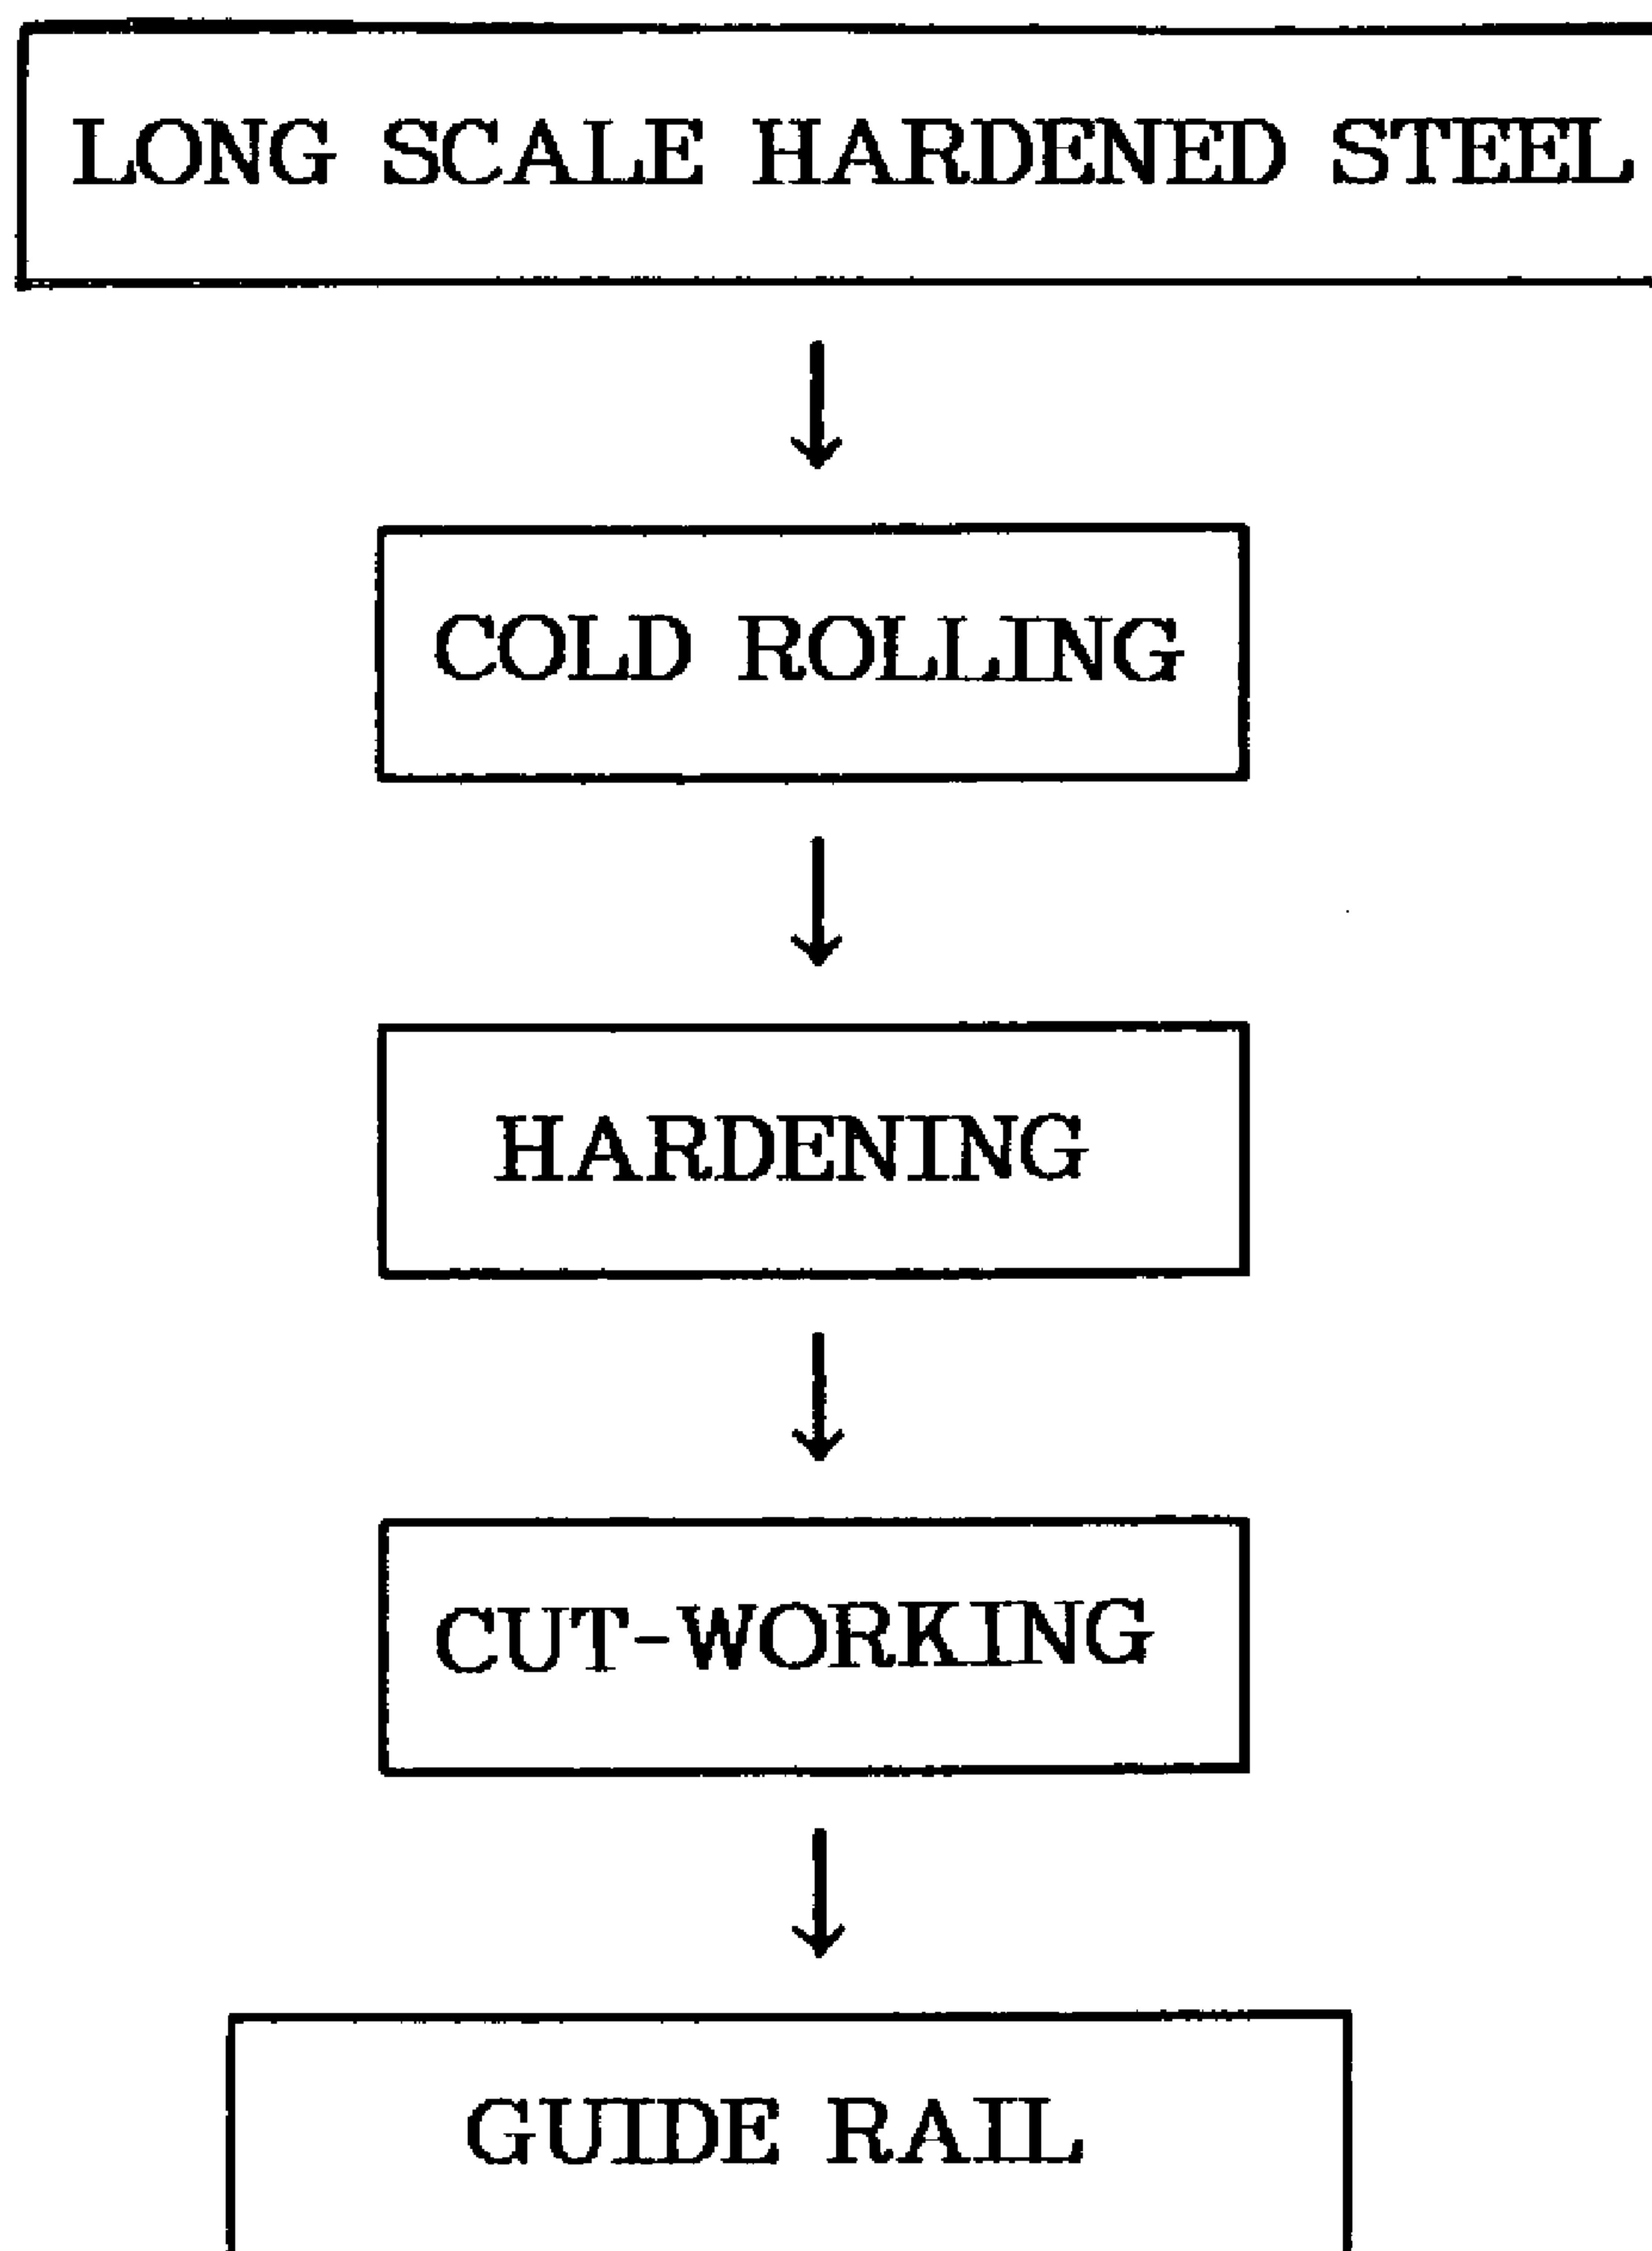 LONG SCALE HARDENED STEEL
COLD ROLLING
HARDENING
CUT-WORKING
GUIDE RAIL